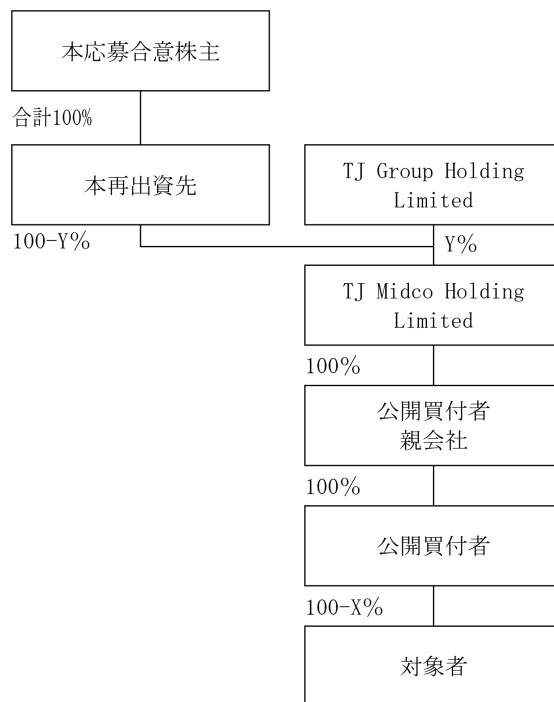 本応募合意株主
合計100%
本再出資先
TJ Group Holding
Limited
100-Y%
Y%
TJ Midco Holding
Limited
100%
公開買付者
親会社
100%
公開買付者
100-X%
対象者